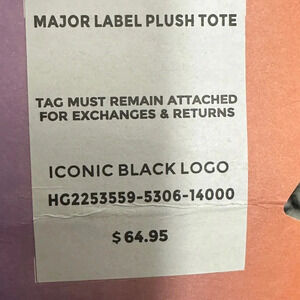 MAJOR LABEL PLUSH TOTE
TAG MUST REMAIN ATTACHED
FOR EXCHANGES & RETURNS
ICONIC BLACK LOGO
HG2253559-5306-14000
$64.95